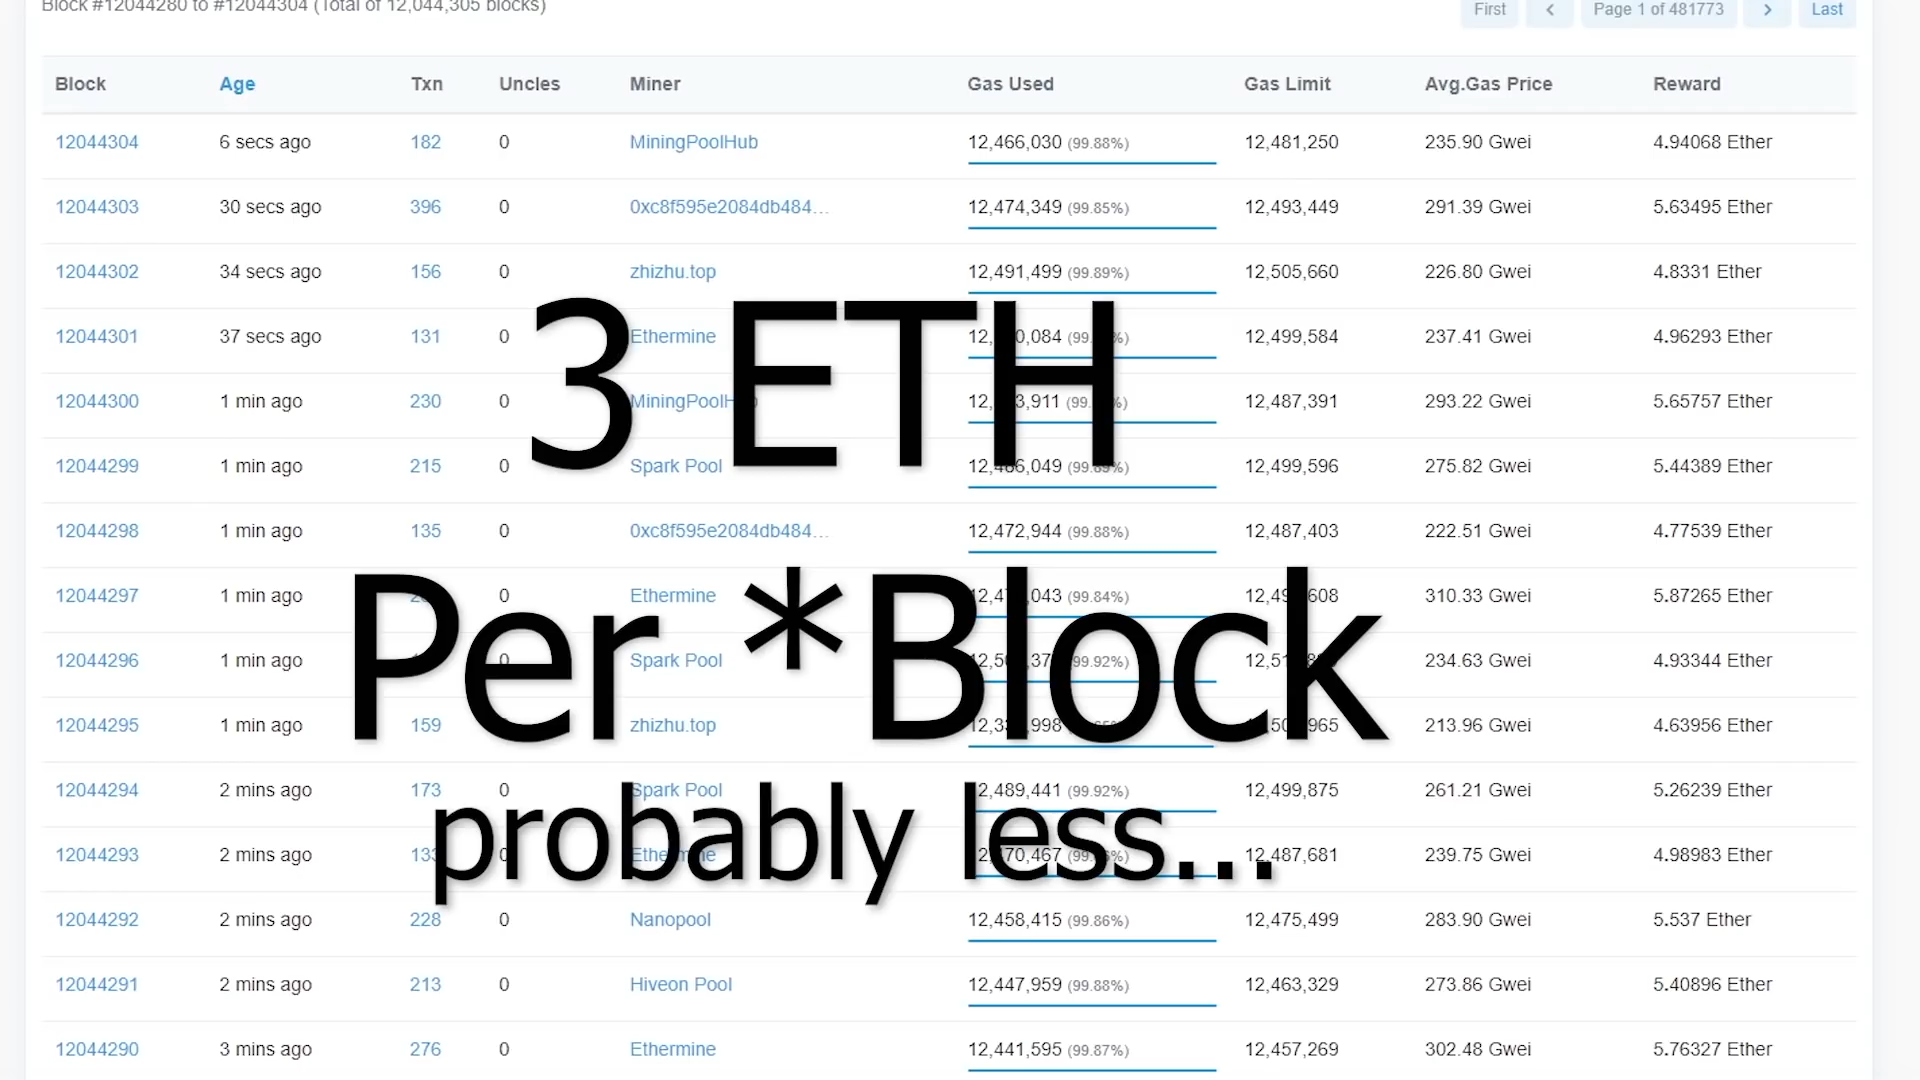 Block #12044280 to #12044304 (Total of 12,044,305 blocks)
First < Page 1 of 481773 > Last
Block Age Txn Uncles Miner Gas Used Gas Limit Avg.Gas Price Reward
12044304 6 secs ago 182 0 MiningPoolHub 12,466,030 (99.88%) 12,481,250 235.90 Gwei 4.94068 Ether
12044303 30 secs ago 396 0 0xc8f595e2084db484... 12,474,349 (99.85%) 12,493,449 291.39 Gwei 5.63495 Ether
12044302 34 secs ago 156 0 zhizhu.top 12,491,499 (99.89%) 12,505,660 226.80 Gwei 4.8331 Ether
12044301 37 secs ago 131 0 Ethermine 12,499,584 237.41 Gwei 4.96293 Ether
3 ETH
12044300 1 min ago 230 0 12,487,391 293.22 Gwei 5.65757 Ether
12044299 1 min ago 215 0 Spark Pool 12,499,596 275.82 Gwei 5.44389 Ether
12044298 1 min ago 135 0 0xc8f595e2084db484... 12,472,944 (99.88%) 12,487,403 222.51 Gwei 4.77539 Ether
12044297 1 min ago 0 Ethermine (99.84%) 310.33 Gwei 5.87265 Ether
Per *Block
12044296 1 min ago 0 Spark Pool 234.63 Gwei 4.93344 Ether
12044295 1 min ago 159 zhizhu.top 213.96 Gwei 4.63956 Ether
12044294 2 mins ago 173 0 Spark Pool 12,489,441 (99.92%) 12,499,875 261.21 Gwei 5.26239 Ether
probably less...
12044293 2 mins ago 0 Ethermine 12,487,681 239.75 Gwei 4.98983 Ether
12044292 2 mins ago 228 0 Nanopool 12,458,415 (99.86%) 12,475,499 283.90 Gwei 5.537 Ether
12044291 2 mins ago 213 0 Hiveon Pool 12,447,959 (99.88%) 12,463,329 273.86 Gwei 5.40896 Ether
12044290 3 mins ago 276 0 Ethermine 12,441,595 (99.87%) 12,457,269 302.48 Gwei 5.76327 Ether